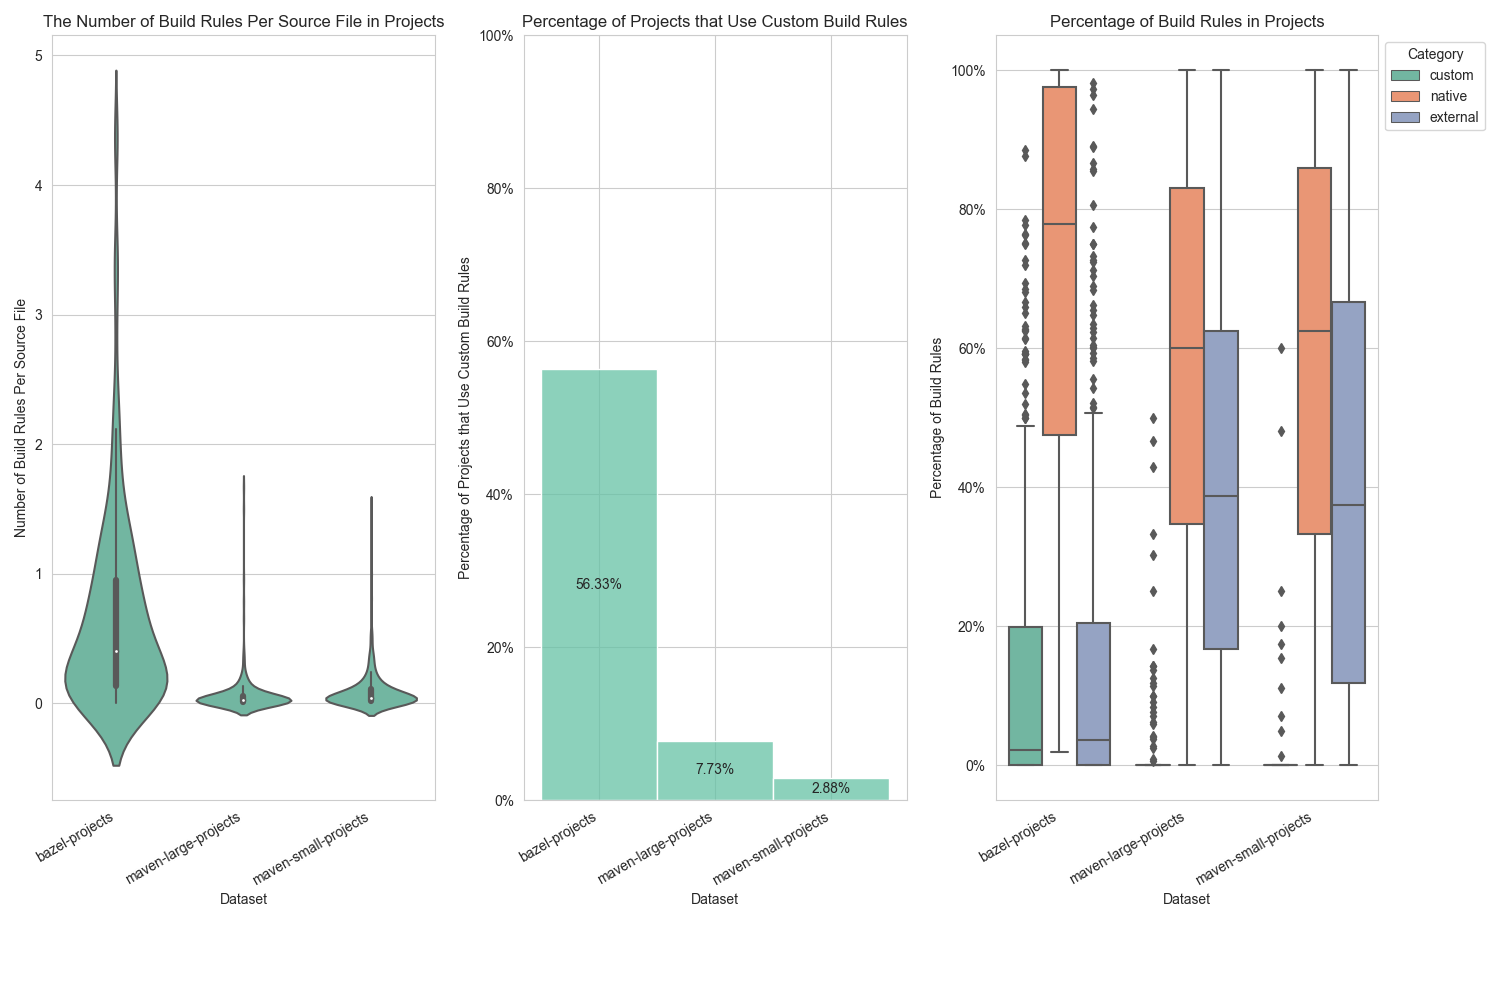 The Number of Build Rules Per Source File in Projects
Number of Build Rules Per Source File
5
4
3
2
1
0
bazel-projects
maven-large-projects
maven-small-projects
Dataset
Percentage of Projects that Use Custom Build Rules
Percentage of Projects that Use Custom Build Rules
100%
80%
60%
40%
20%
0%
56.33%
7.73%
2.88%
bazel-projects
maven-large-projects
maven-small-projects
Dataset
Percentage of Build Rules in Projects
Percentage of Build Rules
100%
80%
60%
40%
20%
0%
bazel-projects
maven-large-projects
maven-small-projects
Dataset
Category
custom
native
external